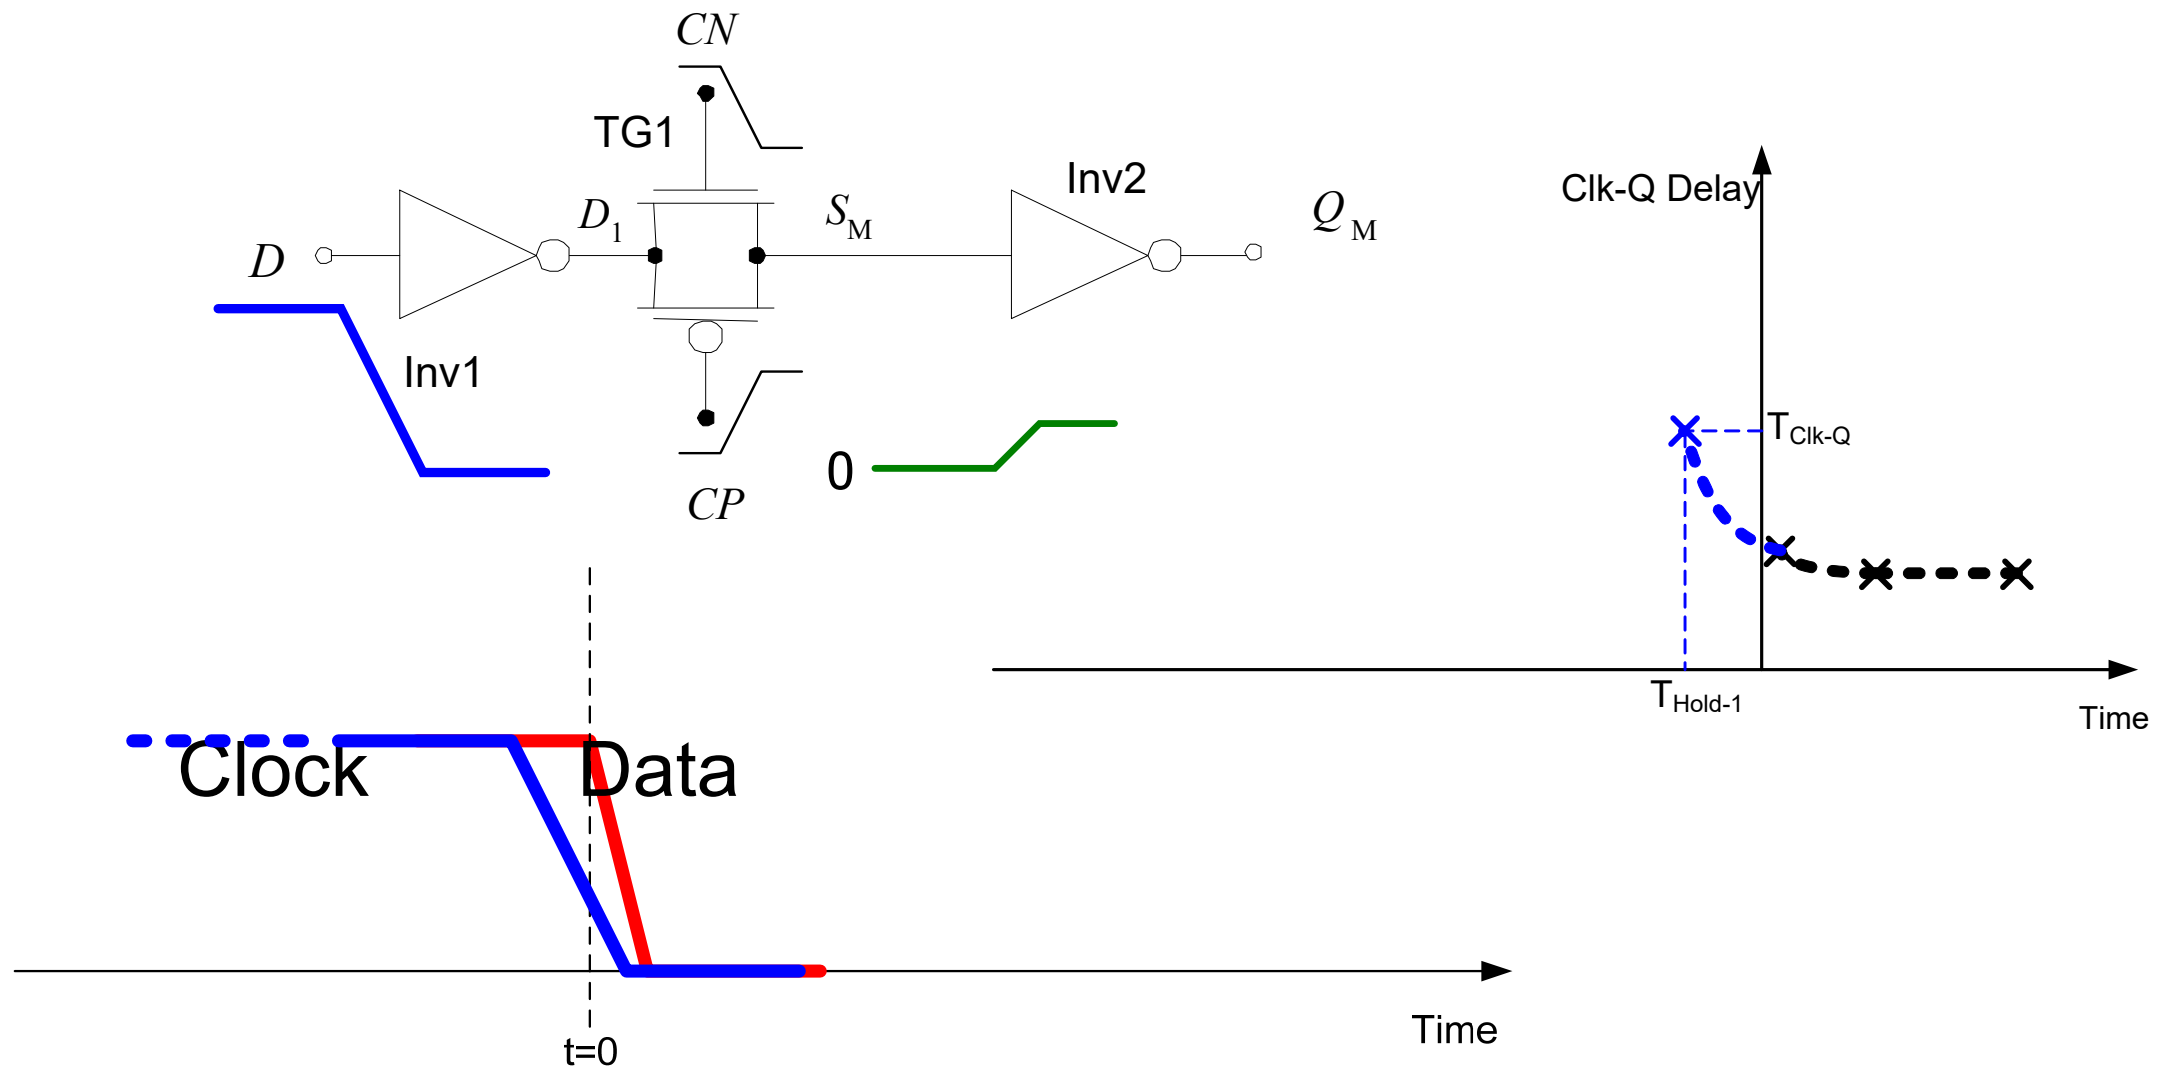 CN
TG1
Inv2
Clk-Q Delay
D
D1
SM
QM
Inv1
0
CP
TClk-Q
THold-1
Time
Clock
Data
Time
t=0